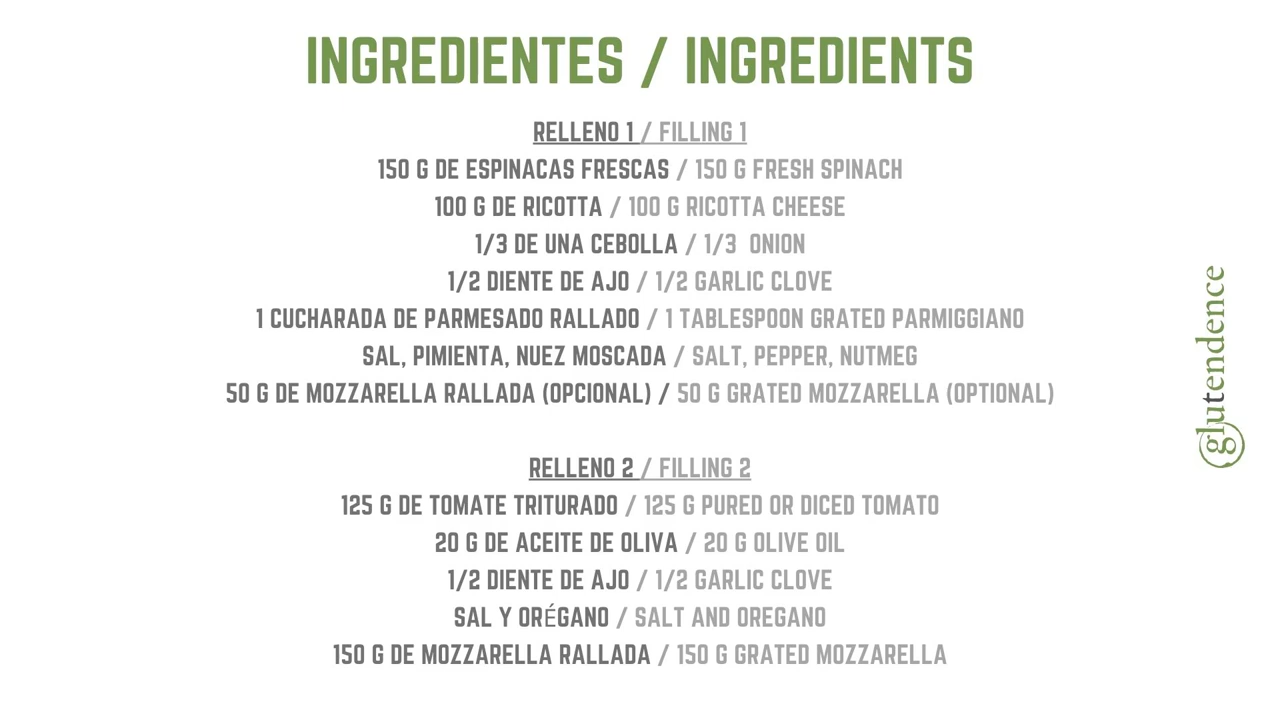 INGREDIENTES / INGREDIENTS
RELLENO 1 / FILLING 1
150 G DE ESPINACAS FRESCAS / 150 G FRESH SPINACH
100 G DE RICOTTA / 100 G RICOTTA CHEESE
1/3 DE UNA CEBOLLA / 1/3  ONION
1/2 DIENTE DE AJO / 1/2 GARLIC CLOVE
1 CUCHARADA DE PARMESADO RALLADO / 1 TABLESPOON GRATED PARMIGGIANO
SAL, PIMIENTA, NUEZ MOSCADA / SALT, PEPPER, NUTMEG
50 G DE MOZZARELLA RALLADA (OPCIONAL) / 50 G GRATED MOZZARELLA (OPTIONAL)
RELLENO 2 / FILLING 2
125 G DE TOMATE TRITURADO / 125 G PURED OR DICED TOMATO
20 G DE ACEITE DE OLIVA / 20 G OLIVE OIL
1/2 DIENTE DE AJO / 1/2 GARLIC CLOVE
SAL Y ORÉGANO / SALT AND OREGANO
150 G DE MOZZARELLA RALLADA / 150 G GRATED MOZZARELLA
glutendence